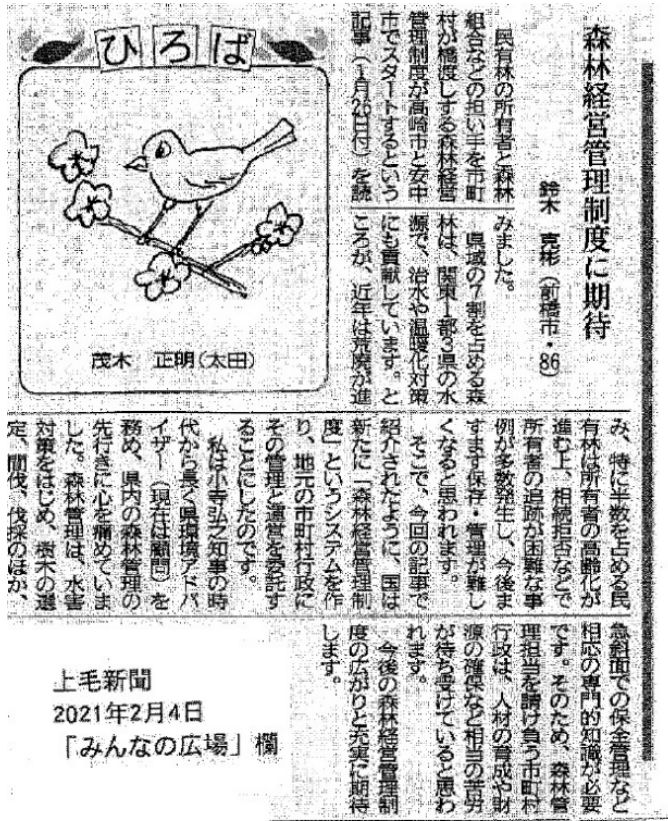 森林経営管理制度に期待
鈴木 克彬(前橋市・86)
民有林の所有者と森林
組合などの担い手を市町
村が橋渡しする森林経営
管理制度が高崎市と安中
市でスタートするという
記事(1月26日付)を読
みました。
県域の7割を占める森
林は、関東1都3県の水
源で、治水や温暖化対策
にも貢献しています。と
ころが、近年は荒廃が進
み、特に半数を占める民
有林は所有者の高齢化が
進む上、相続拒否などで
所有者の追跡が困難な事
例が多数発生し、今後ま
すます保存・管理が難し
くなると思われます。
そこで、今回の記事で
紹介されたように、国は
新たに「森林経営管理制
度」というシステムを作
り、地元の市町村行政に
その管理と運営を委託す
ることにしたのです。
私は小寺弘之知事の時
代から長く県環境アドバ
イザー(現在は顧問)を
務め、県内の森林管理の
先行きに心を痛めていま
した。森林管理は、水害
対策をはじめ、樹木の選
定、間伐、伐採のほか、
急斜面での保全管理など
相応の専門的知識が必要
です。そのため、森林管
理担当を請け負う市町村
行政は、人材の育成や財
源の確保など相当の苦労
が待ち受けていると思わ
れます。
今後の森林経営管理制
度の広がりと充実に期待
します。
ひろば
茂木 正明(太田)
上毛新聞
2021年2月4日
「みんなの広場」欄